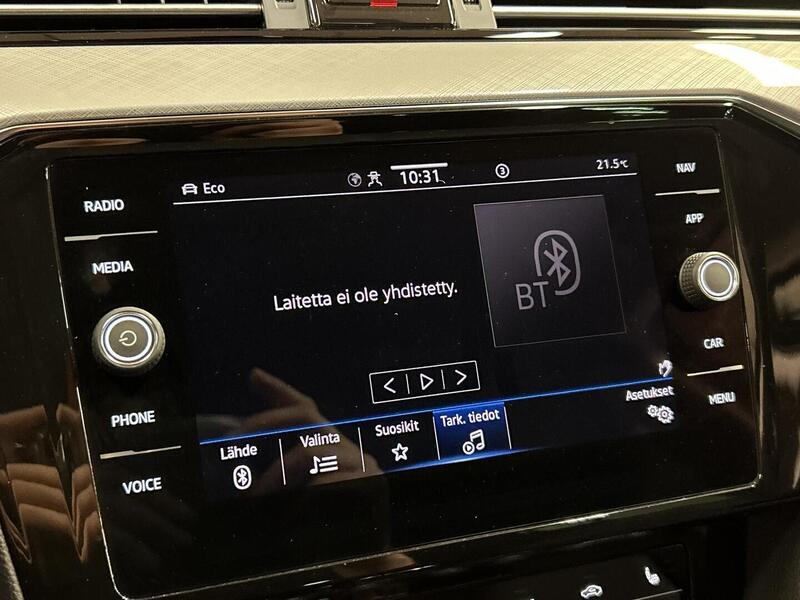 Eco
10:31
3
21.5°C
RADIO
MEDIA
PHONE
VOICE
NAV
APP
CAR
MENU
Laitetta ei ole yhdistetty.
BT
Asetukset
Lähde
Valinta
Suosikit
Tark. tiedot